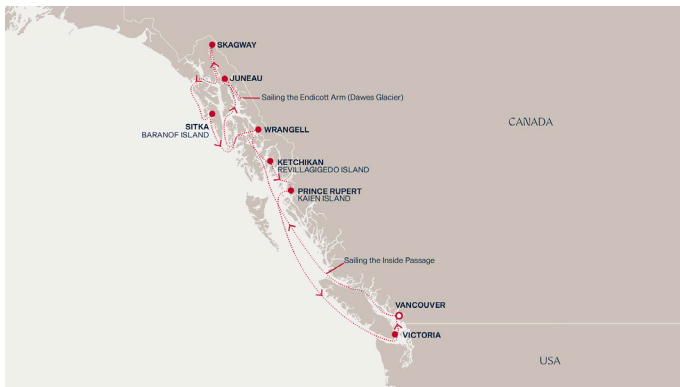 SKAGWAY
JUNEAU
Sailing the Endicott Arm (Dawes Glacier)
CANADA
SITKA
BARANOF ISLAND
WRANGELL
KETCHIKAN
REVILLAGIGEDO ISLAND
PRINCE RUPERT
KAIEN ISLAND
Sailing the Inside Passage
VANCOUVER
VICTORIA
USA